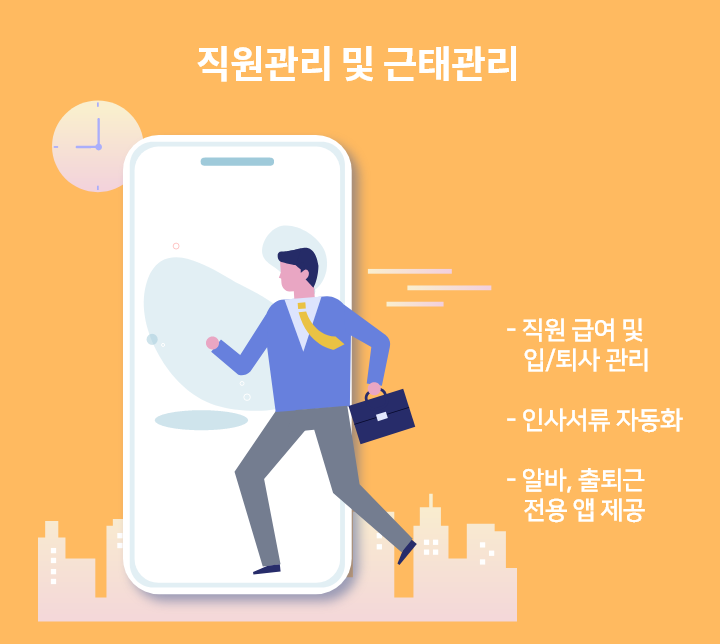 직원관리 및 근태관리
- 직원 급여 및
입/퇴사 관리
- 인사서류 자동화
- 알바, 출퇴근
전용 앱 제공